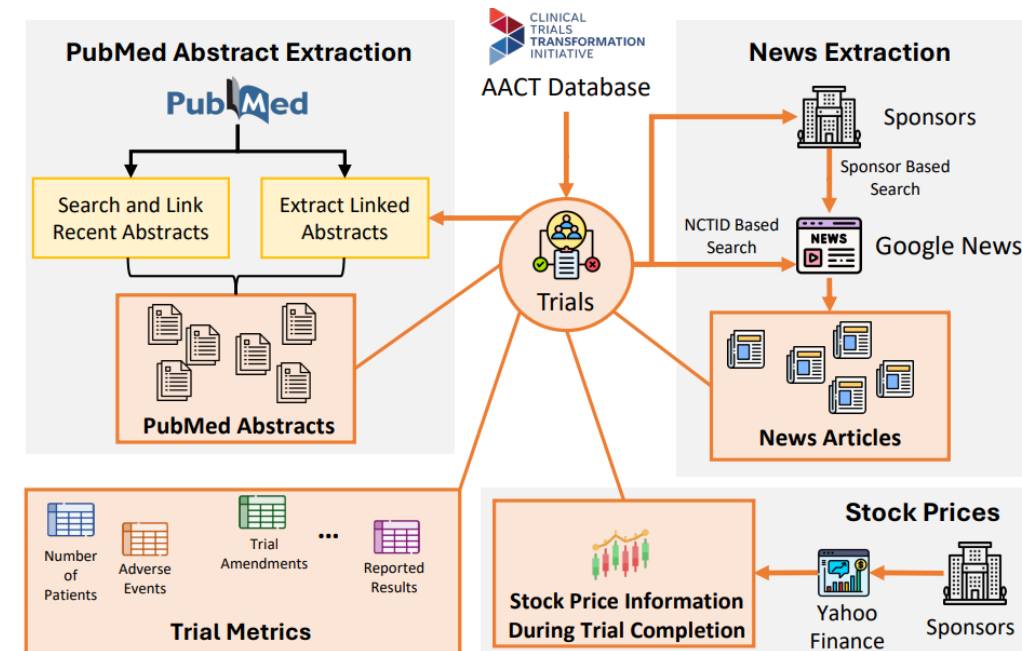 CLINICAL
TRIALS
TRANSFORMATION
INITIATIVE
AACT Database
PubMed Abstract Extraction
PubMed
Search and Link
Recent Abstracts
Extract Linked
Abstracts
PubMed Abstracts
Trials
News Extraction
Sponsors
Sponsor Based
Search
NCTID Based
Search
NEWS
Google News
News Articles
Number
of
Patients
Adverse
Events
Trial
Amendments
...
Reported
Results
Trial Metrics
Stock Prices
Stock Price Information
During Trial Completion
Yahoo
Finance
Sponsors